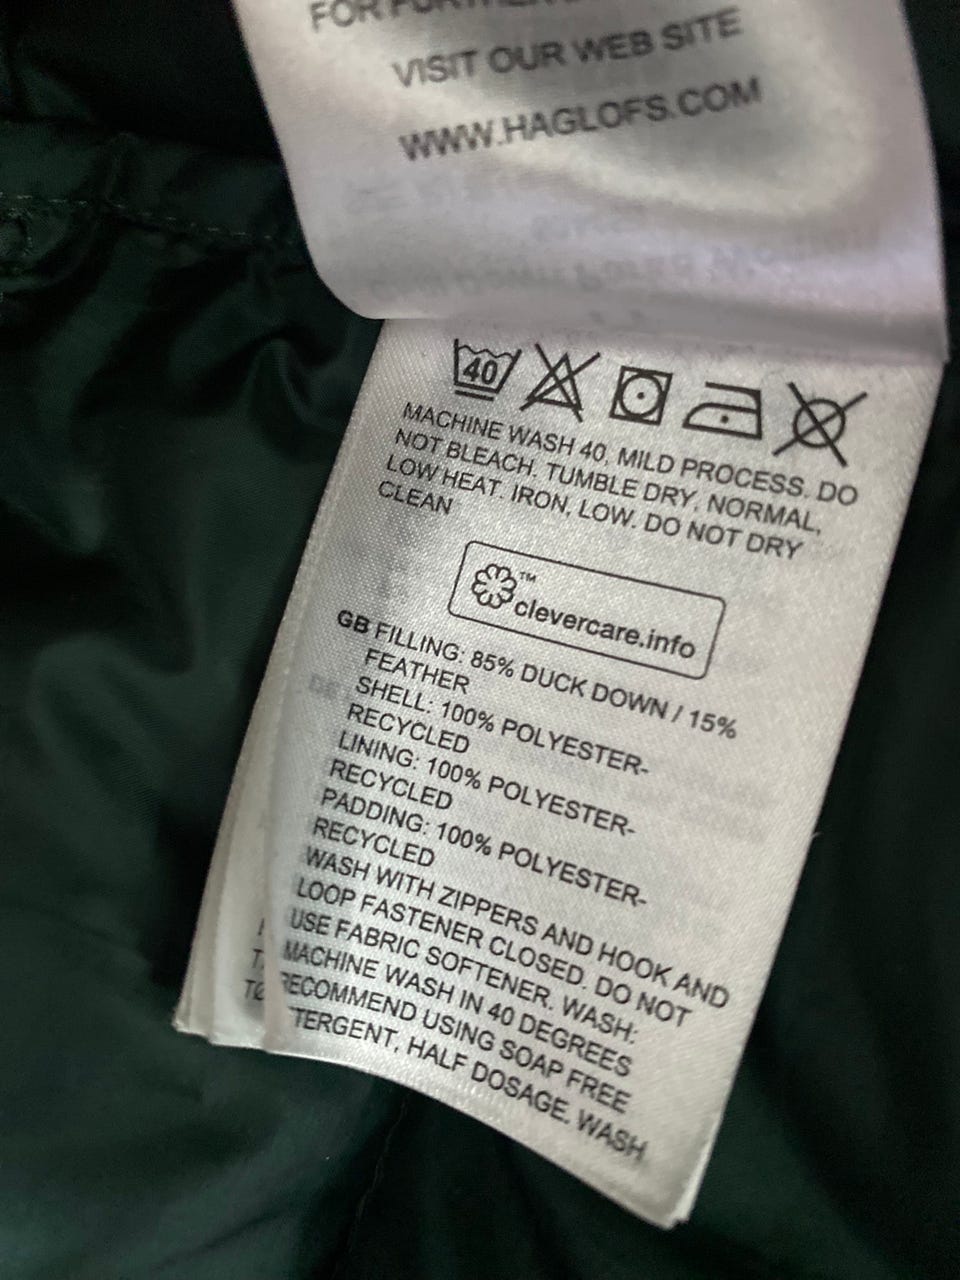 VISIT OUR WEB SITE
WWW.HAGLOFS.COM
40
MACHINE WASH 40, MILD PROCESS. DO
NOT BLEACH. TUMBLE DRY, NORMAL,
LOW HEAT. IRON, LOW. DO NOT DRY
CLEAN
™
clevercare.info
GB FILLING: 85% DUCK DOWN / 15%
FEATHER
SHELL: 100% POLYESTER-
RECYCLED
LINING: 100% POLYESTER-
RECYCLED
PADDING: 100% POLYESTER-
RECYCLED
WASH WITH ZIPPERS AND HOOK AND
LOOP FASTENER CLOSED. DO NOT
USE FABRIC SOFTENER. WASH:
MACHINE WASH IN 40 DEGREES
RECOMMEND USING SOAP FREE
TERGENT, HALF DOSAGE. WASH